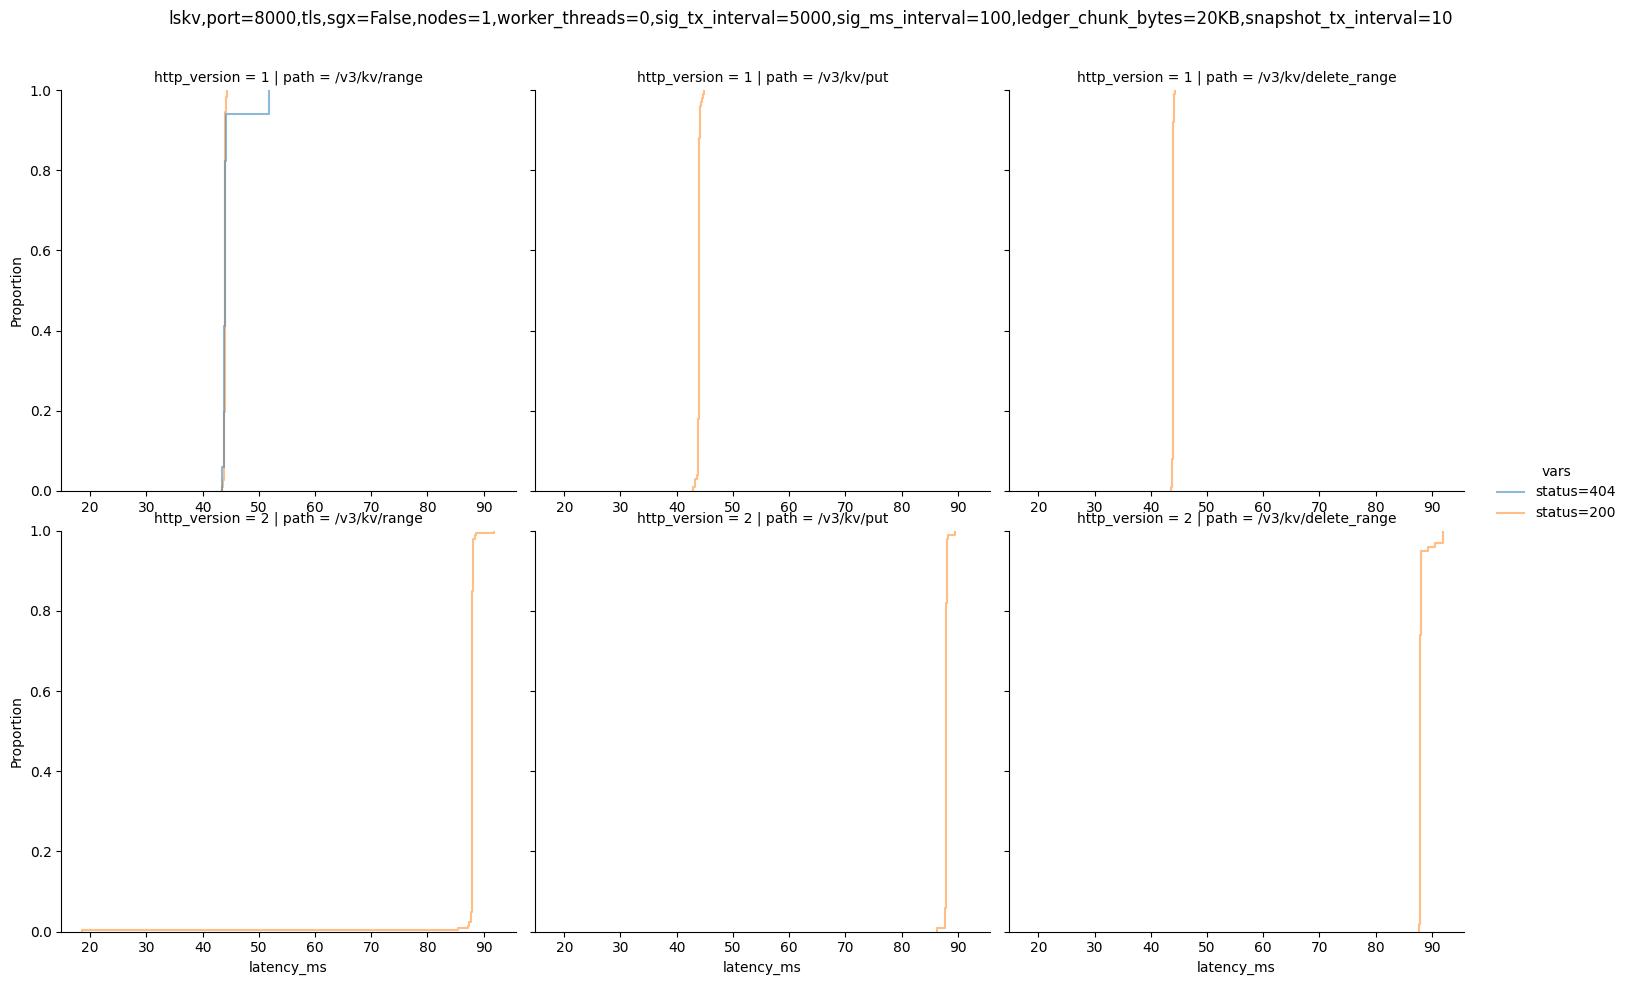 lskv,port=8000,tls,sgx=False,nodes=1,worker_threads=0,sig_tx_interval=5000,sig_ms_interval=100,ledger_chunk_bytes=20KB,snapshot_tx_interval=10
http_version = 1 | path = /v3/kv/range
http_version = 1 | path = /v3/kv/put
http_version = 1 | path = /v3/kv/delete_range
1.0
0.8
0.6
0.4
0.2
0.0
Proportion
20 30 40 50 60 70 80 90
20 30 40 50 60 70 80 90
20 30 40 50 60 70 80 90
vars
status=404
status=200
http_version = 2 | path = /v3/kv/range
http_version = 2 | path = /v3/kv/put
http_version = 2 | path = /v3/kv/delete_range
1.0
0.8
0.6
0.4
0.2
0.0
Proportion
20 30 40 50 60 70 80 90
20 30 40 50 60 70 80 90
20 30 40 50 60 70 80 90
latency_ms
latency_ms
latency_ms